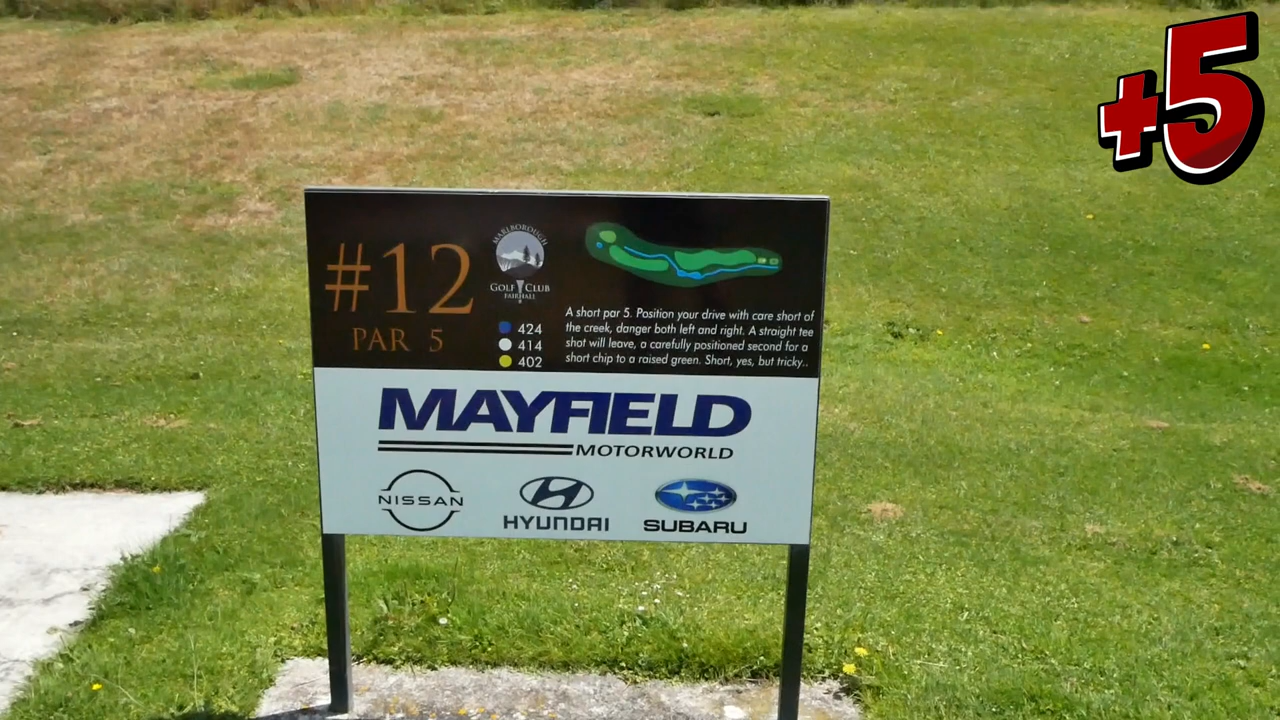 +5
#12
PAR 5
MARLBOROUGH
GOLF CLUB
FAIRHALL
424
414
402
A short par 5. Position your drive with care short of
the creek, danger both left and right. A straight tee
shot will leave, a carefully positioned second for a
short chip to a raised green. Short, yes, but tricky..
MAYFIELD
MOTORWORLD
NISSAN
HYUNDAI
SUBARU